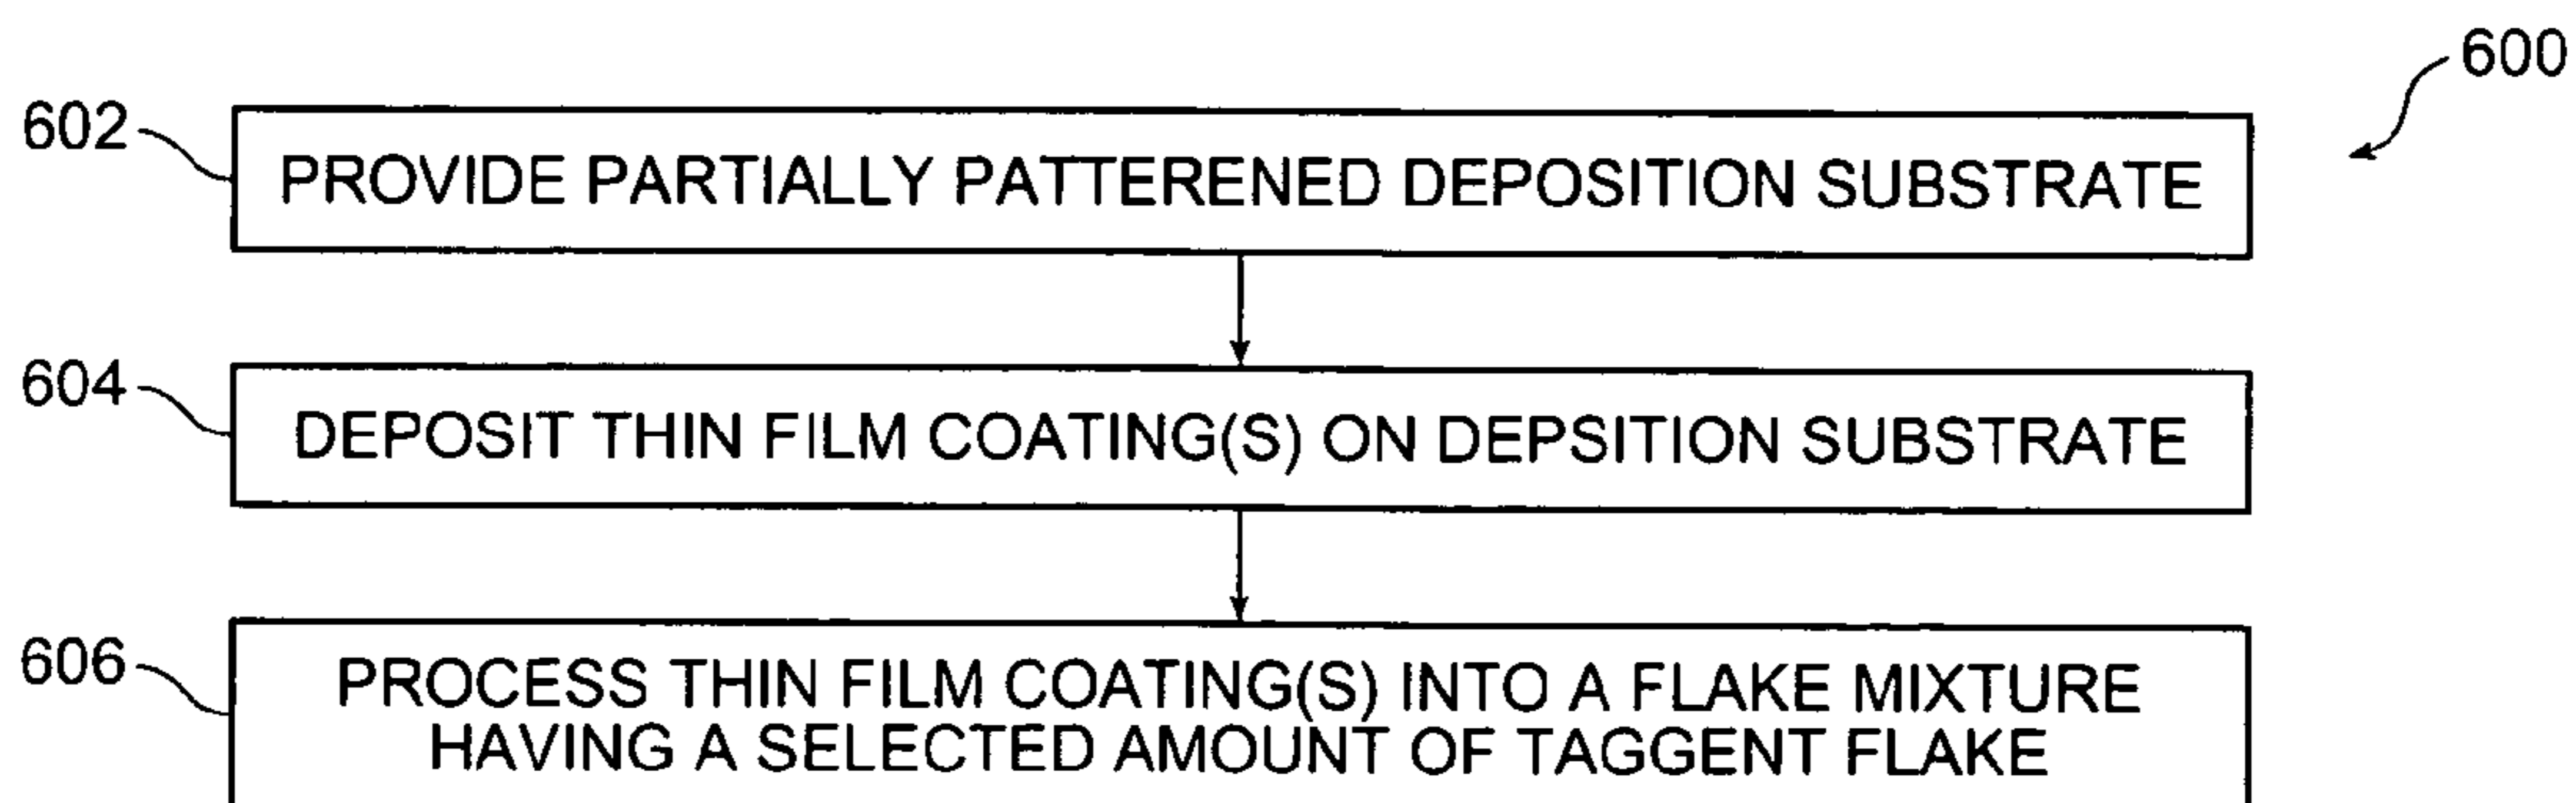 600
602
PROVIDE PARTIALLY PATTERENED DEPOSITION SUBSTRATE
604
DEPOSIT THIN FILM COATING(S) ON DEPSITION SUBSTRATE
606
PROCESS THIN FILM COATING(S) INTO A FLAKE MIXTURE
HAVING A SELECTED AMOUNT OF TAGGENT FLAKE